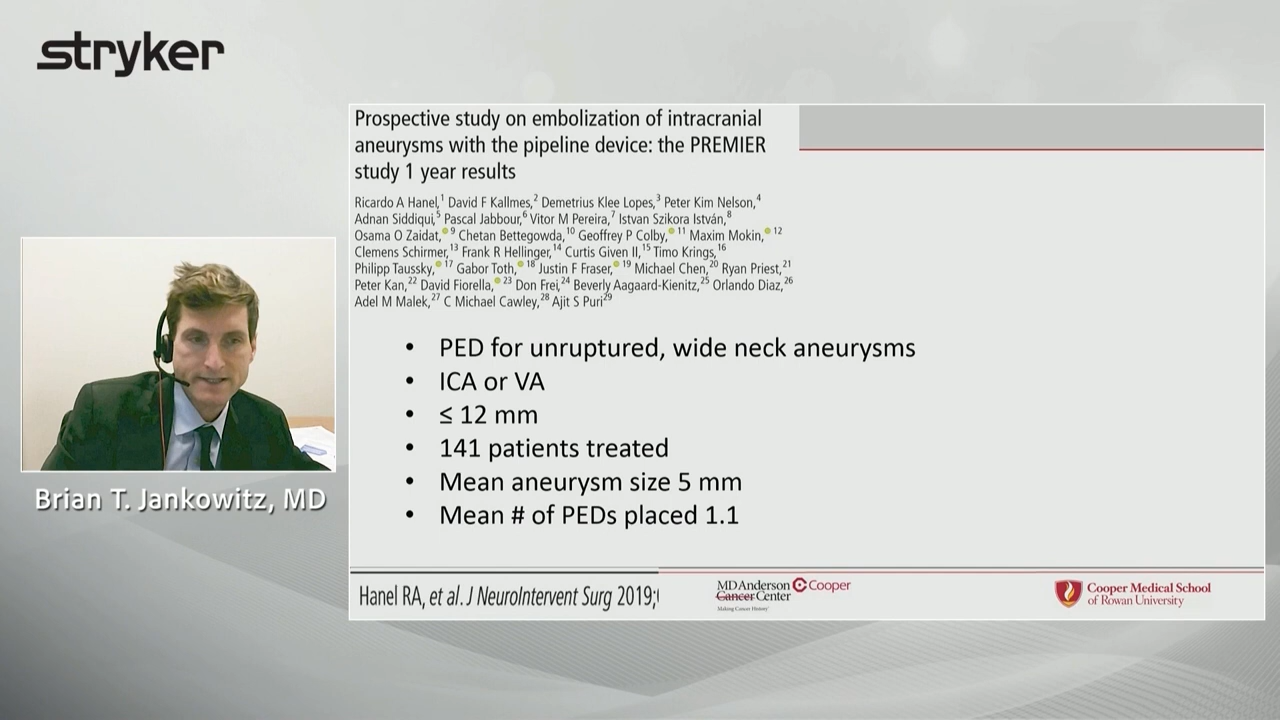 stryker
Prospective study on embolization of intracranial
aneurysms with the pipeline device: the PREMIER
study 1 year results
Ricardo A Hanel,1 David F Kallmes,2 Demetrius Klee Lopes,3 Peter Kim Nelson,4
Adnan Siddiqui,5 Pascal Jabbour,6 Vitor M Pereira,7 Istvan Szikora István,8
Osama O Zaidat,9 Chetan Bettegowda,10 Geoffrey P Colby,11 Maxim Mokin,12
Clemens Schirmer,13 Frank R Hellinger,14 Curtis Given II,15 Timo Krings,16
Philipp Taussky,17 Gabor Toth,18 Justin F Fraser,19 Michael Chen,20 Ryan Priest,21
Peter Kan,22 David Fiorella,23 Don Frei,24 Beverly Aagaard-Kienitz,25 Orlando Diaz,26
Adel M Malek,27 C Michael Cawley,28 Ajit S Puri29
• PED for unruptured, wide neck aneurysms
• ICA or VA
• ≤ 12 mm
• 141 patients treated
• Mean aneurysm size 5 mm
• Mean # of PEDs placed 1.1
Brian T. Jankowitz, MD
Hanel RA, et al. J NeuroIntervent Surg 2019;
MD Anderson
Cancer Center
Making Cancer History®
Cooper
Cooper Medical School
of Rowan University